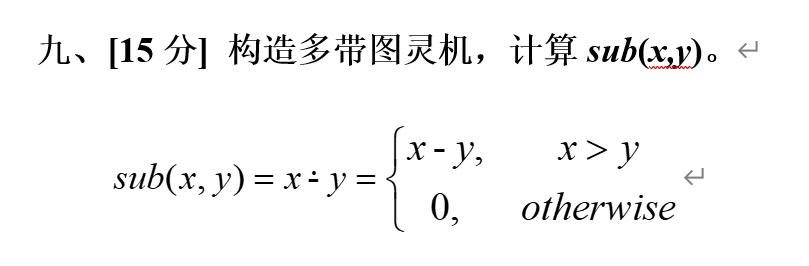 九、[15 分] 构造多带图灵机，计算 sub(x,y)。↵
sub(x, y) = x ∸ y = { x - y, x > y ↵
0, otherwise